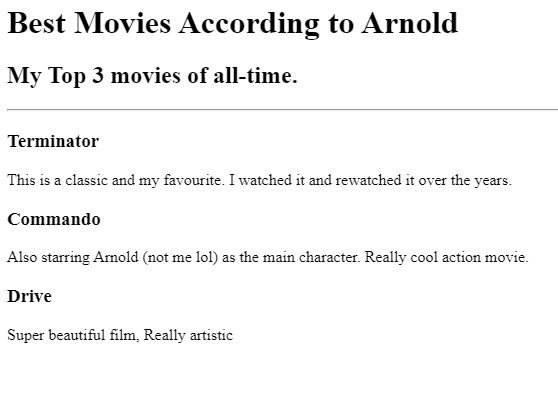 Best Movies According to Arnold
My Top 3 movies of all-time.
Terminator
This is a classic and my favourite. I watched it and rewatched it over the years.
Commando
Also starring Arnold (not me lol) as the main character. Really cool action movie.
Drive
Super beautiful film, Really artistic